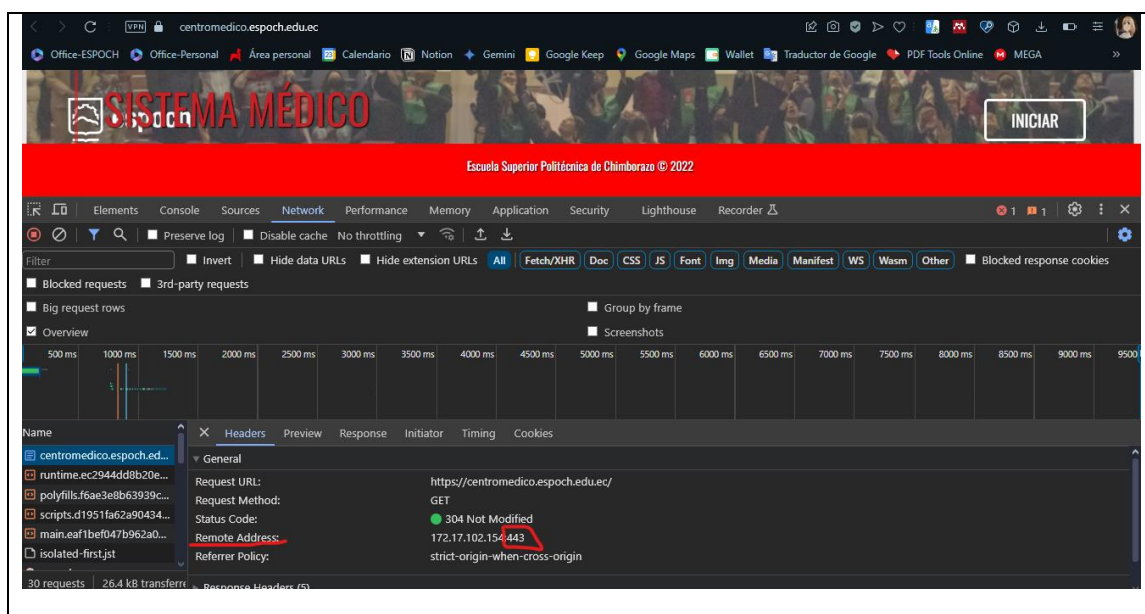 VPN centromedico.espoch.edu.ec
Office-ESPOCH Office-Personal Área personal Calendario Notion Gemini Google Keep Google Maps Wallet Traductor de Google PDF Tools Online MEGA »
SISTEMA MÉDICO
espoch
INICIAR
Escuela Superior Politécnica de Chimborazo © 2022
Elements Console Sources Network Performance Memory Application Security Lighthouse Recorder 1 1
Preserve log Disable cache No throttling
Filter Invert Hide data URLs Hide extension URLs All Fetch/XHR Doc CSS JS Font Img Media Manifest WS Wasm Other Blocked response cookies
Blocked requests 3rd-party requests
Big request rows Group by frame
Overview Screenshots
500 ms 1000 ms 1500 ms 2000 ms 2500 ms 3000 ms 3500 ms 4000 ms 4500 ms 5000 ms 5500 ms 6000 ms 6500 ms 7000 ms 7500 ms 8000 ms 8500 ms 9000 ms 9500
Name Headers Preview Response Initiator Timing Cookies
centromedico.espoch.ed... General
runtime.ec2944dd8b20e... Request URL: https://centromedico.espoch.edu.ec/
polyfills.f6ae3e8b63939c... Request Method: GET
scripts.d1951fa62a90434... Status Code: 304 Not Modified
main.eaf1bef047b962a0... Remote Address: 172.17.102.154:443
isolated-first.jst Referrer Policy: strict-origin-when-cross-origin
30 requests 26.4 kB transferre Response Headers (5)